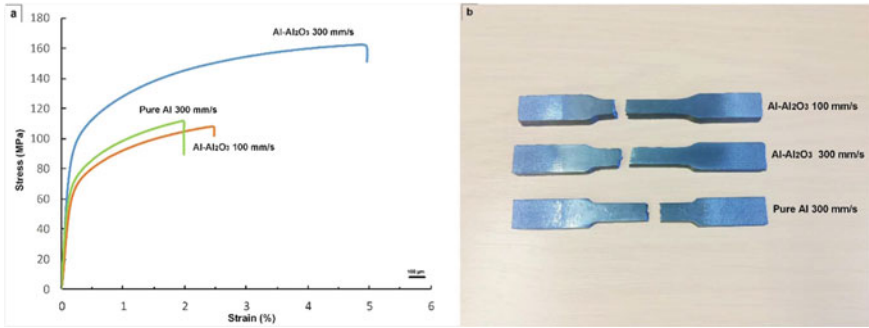 a
180
160
140
120
100
80
60
40
20
0
Stress (MPa)
Al-Al₂O₃ 300 mm/s
Pure Al 300 mm/s
Al-Al₂O₃ 100 mm/s
100 µm
0 1 2 3 4 5 6
Strain (%)
b
Al-Al₂O₃ 100 mm/s
Al-Al₂O₃ 300 mm/s
Pure Al 300 mm/s